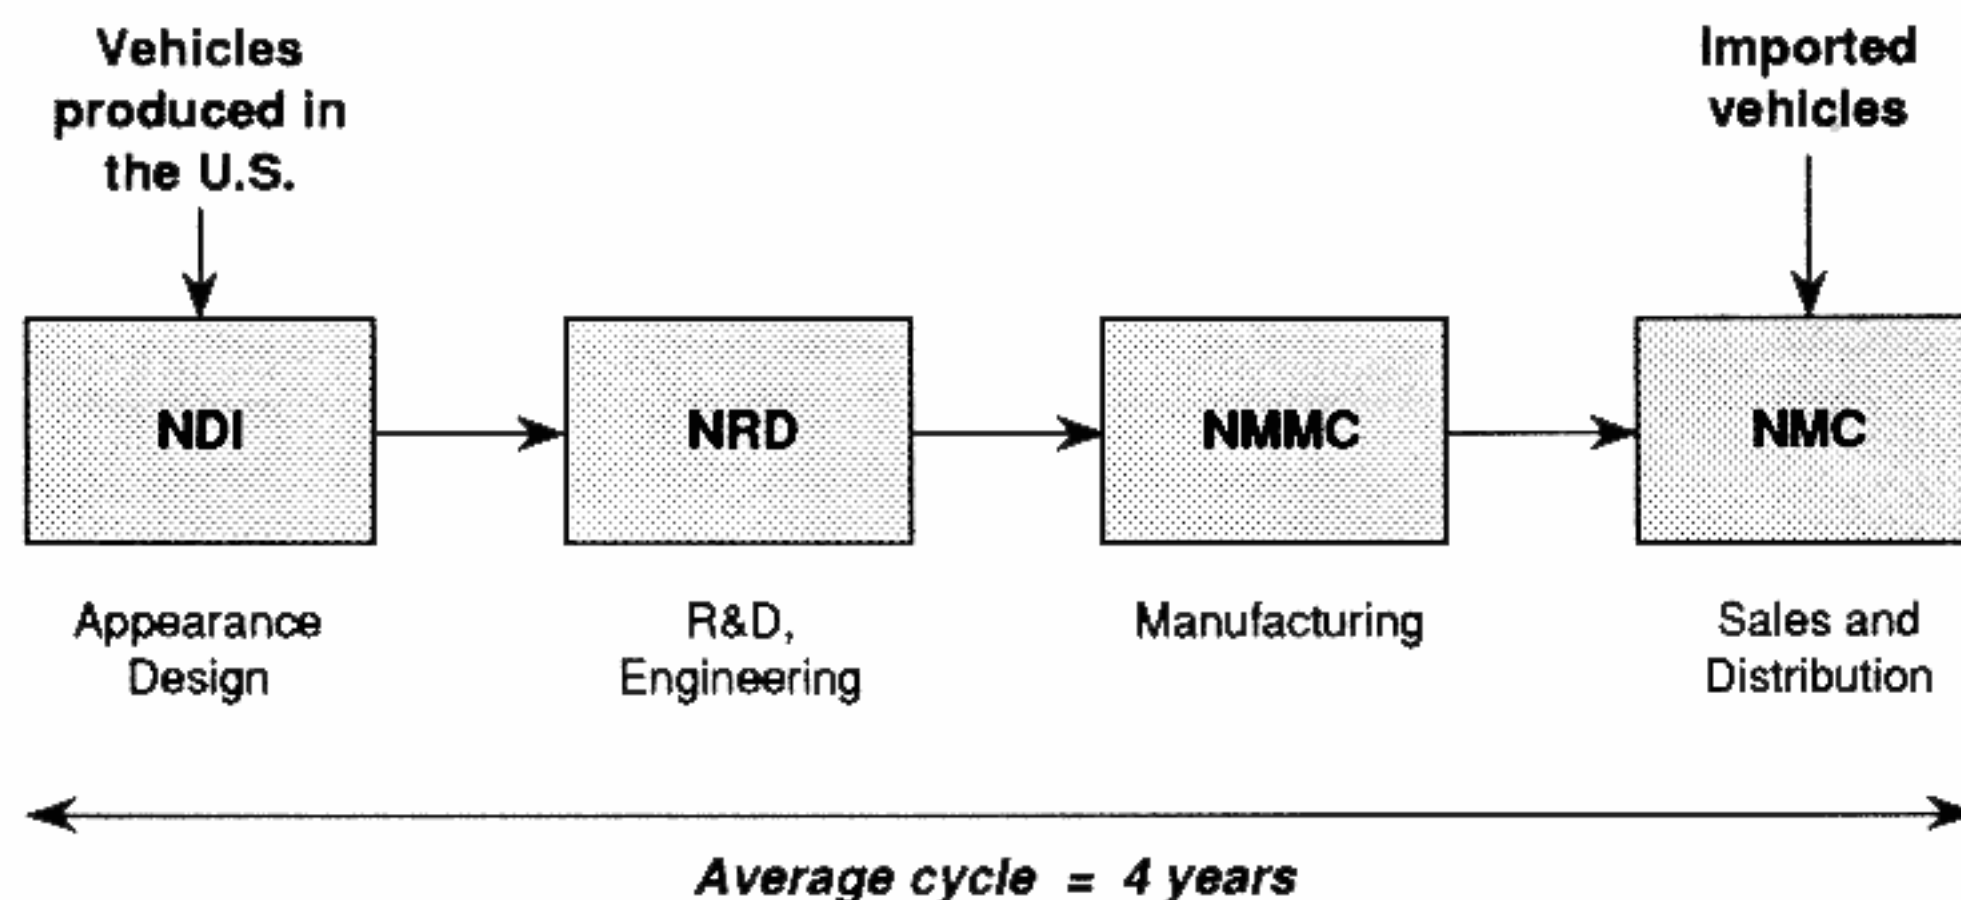 Vehicles
produced in
the U.S.
Imported
vehicles
NDI
NRD
NMMC
NMC
Appearance
Design
R&D,
Engineering
Manufacturing
Sales and
Distribution
Average cycle = 4 years